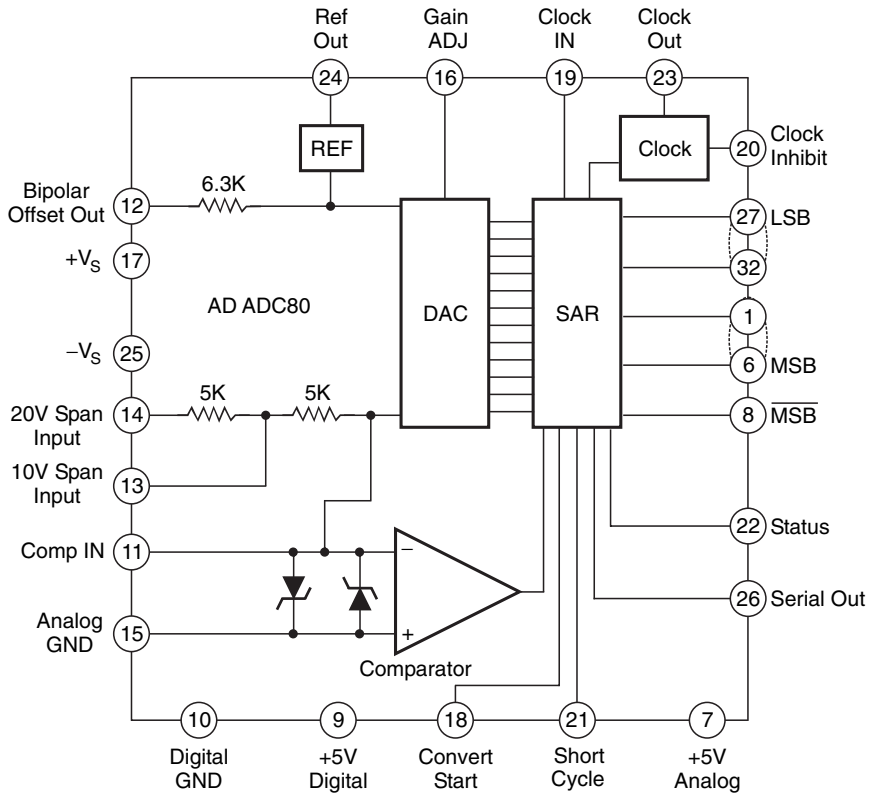 Ref
Out
Gain
ADJ
Clock
IN
Clock
Out
24
16
19
23
REF
Clock
20
Clock
Inhibit
Bipolar
Offset Out
12
6.3K
27
LSB
+VS
17
32
AD ADC80
DAC
SAR
1
−VS
25
6
MSB
5K
5K
20V Span
Input
14
8
MSB
10V Span
Input
13
22
Status
Comp IN
11
−
26
Serial Out
Analog
GND
15
+
Comparator
10
9
18
21
7
Digital
GND
+5V
Digital
Convert
Start
Short
Cycle
+5V
Analog